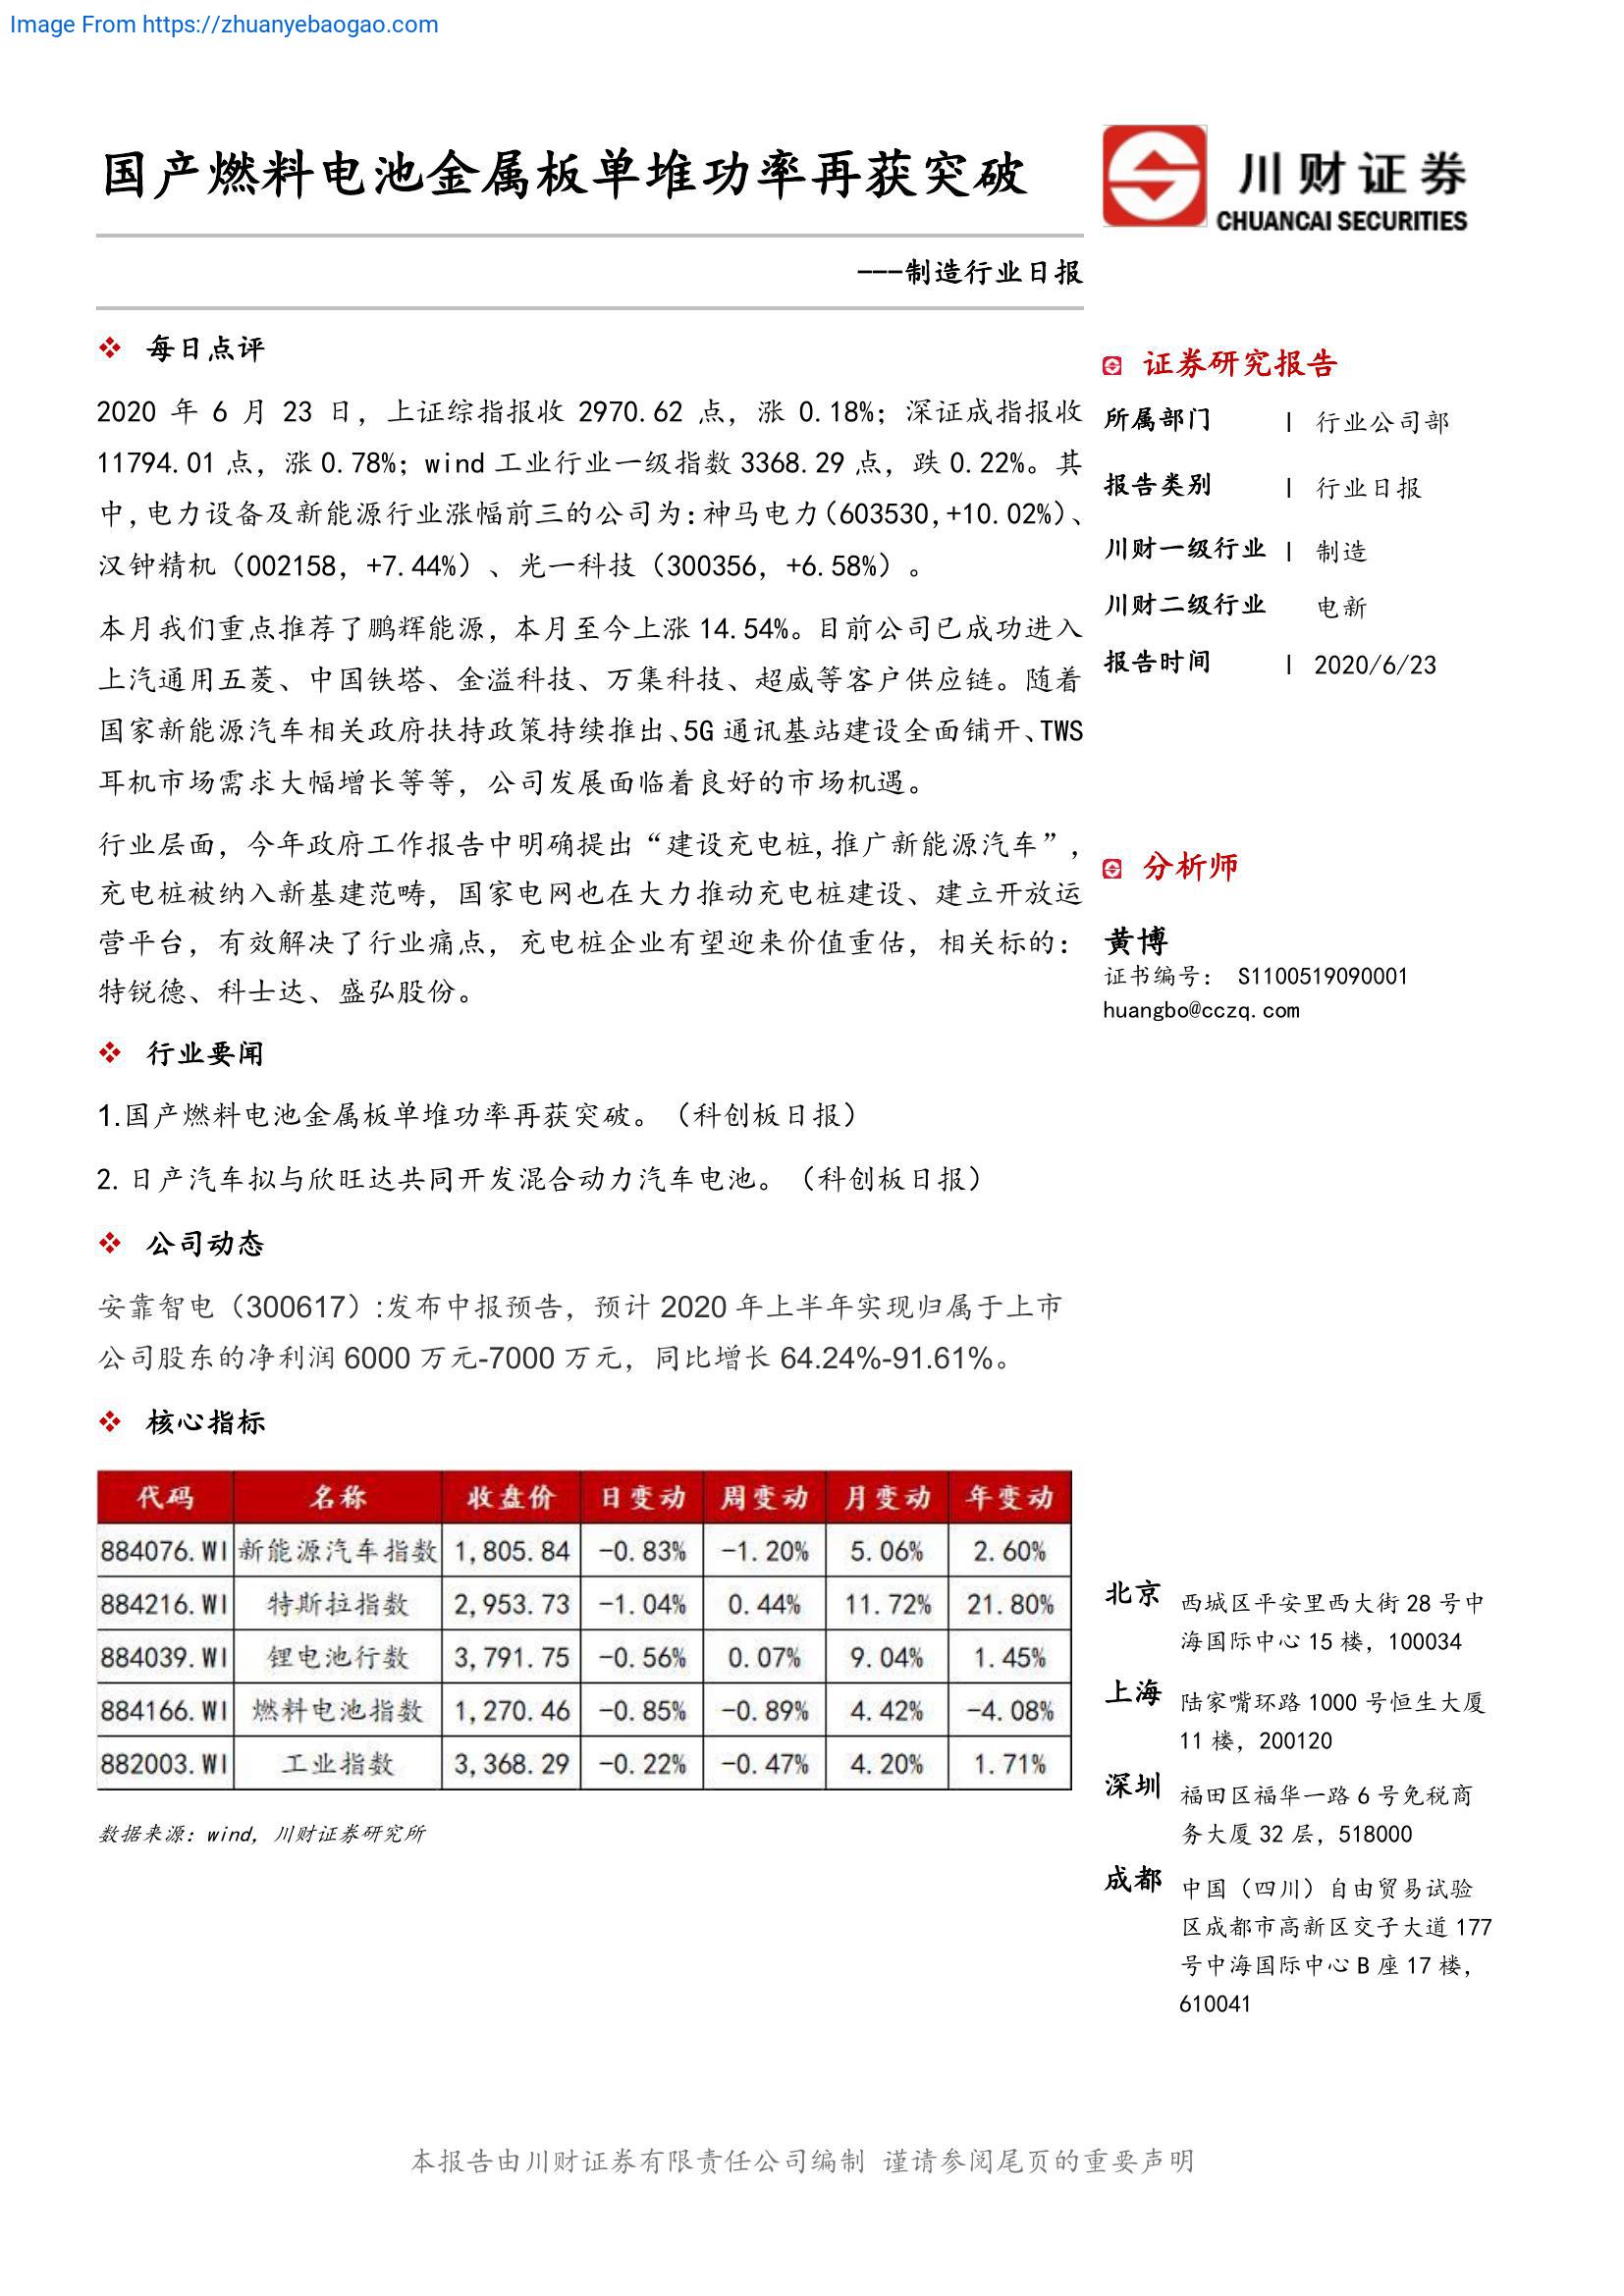 Image From https://zhuanyebaogao.com
国产燃料电池金属板单堆功率再获突破
川财证券
CHUANCAI SECURITIES
---制造行业日报
每日点评
2020 年 6 月 23 日，上证综指报收 2970.62 点，涨 0.18%；深证成指报收
11794.01 点，涨 0.78%；wind 工业行业一级指数 3368.29 点，跌 0.22%。其
中,电力设备及新能源行业涨幅前三的公司为:神马电力(603530,+10.02%)、
汉钟精机（002158，+7.44%）、光一科技（300356，+6.58%）。
本月我们重点推荐了鹏辉能源，本月至今上涨 14.54%。目前公司已成功进入
上汽通用五菱、中国铁塔、金溢科技、万集科技、超威等客户供应链。随着
国家新能源汽车相关政府扶持政策持续推出、5G 通讯基站建设全面铺开、TWS
耳机市场需求大幅增长等等，公司发展面临着良好的市场机遇。
行业层面，今年政府工作报告中明确提出“建设充电桩,推广新能源汽车”，
充电桩被纳入新基建范畴，国家电网也在大力推动充电桩建设、建立开放运
营平台，有效解决了行业痛点，充电桩企业有望迎来价值重估，相关标的：
特锐德、科士达、盛弘股份。
行业要闻
1.国产燃料电池金属板单堆功率再获突破。（科创板日报）
2. 日产汽车拟与欣旺达共同开发混合动力汽车电池。（科创板日报）
公司动态
安靠智电（300617）:发布中报预告，预计 2020 年上半年实现归属于上市
公司股东的净利润 6000 万元-7000 万元，同比增长 64.24%-91.61%。
核心指标
代码 名称 收盘价 日变动 周变动 月变动 年变动
884076.WI 新能源汽车指数 1,805.84 -0.83% -1.20% 5.06% 2.60%
884216.WI 特斯拉指数 2,953.73 -1.04% 0.44% 11.72% 21.80%
884039.WI 锂电池行数 3,791.75 -0.56% 0.07% 9.04% 1.45%
884166.WI 燃料电池指数 1,270.46 -0.85% -0.89% 4.42% -4.08%
882003.WI 工业指数 3,368.29 -0.22% -0.47% 4.20% 1.71%
数据来源：wind，川财证券研究所
证券研究报告
所属部门 | 行业公司部
报告类别 | 行业日报
川财一级行业 | 制造
川财二级行业 电新
报告时间 | 2020/6/23
分析师
黄博
证书编号： S1100519090001
huangbo@cczq.com
北京 西城区平安里西大街 28 号中
海国际中心 15 楼，100034
上海 陆家嘴环路 1000 号恒生大厦
11 楼，200120
深圳 福田区福华一路 6 号免税商
务大厦 32 层，518000
成都 中国（四川）自由贸易试验
区成都市高新区交子大道 177
号中海国际中心 B 座 17 楼，
610041
本报告由川财证券有限责任公司编制 谨请参阅尾页的重要声明